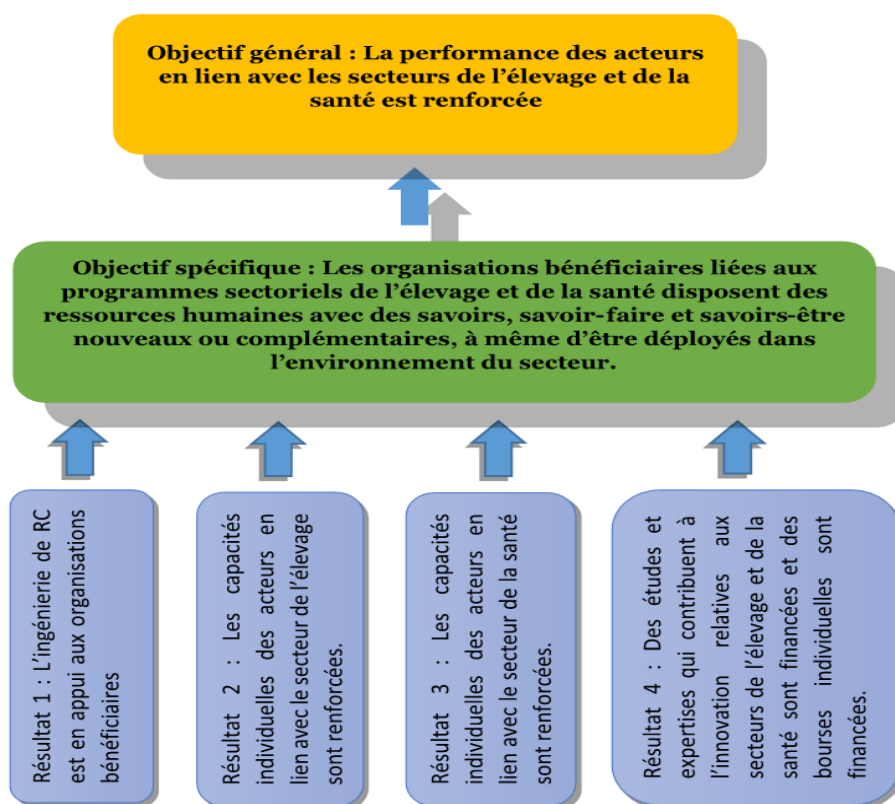 Objectif général : La performance des acteurs
en lien avec les secteurs de l’élevage et de la
santé est renforcée
Objectif spécifique : Les organisations bénéficiaires liées aux
programmes sectoriels de l’élevage et de la santé disposent des
ressources humaines avec des savoirs, savoir-faire et savoirs-être
nouveaux ou complémentaires, à même d’être déployés dans
l’environnement du secteur.
Résultat 1 : L’ingénierie de RC
est en appui aux organisations
bénéficiaires
Résultat 2 : Les capacités
individuelles des acteurs en
lien avec le secteur de l’élevage
sont renforcées.
Résultat 3 : Les capacités
individuelles des acteurs en
lien avec le secteur de la santé
sont renforcées.
Résultat 4 : Des études et
expertises qui contribuent à
l’innovation relatives aux
secteurs de l’élevage et de la
santé sont financées et des
bourses individuelles sont
financées.